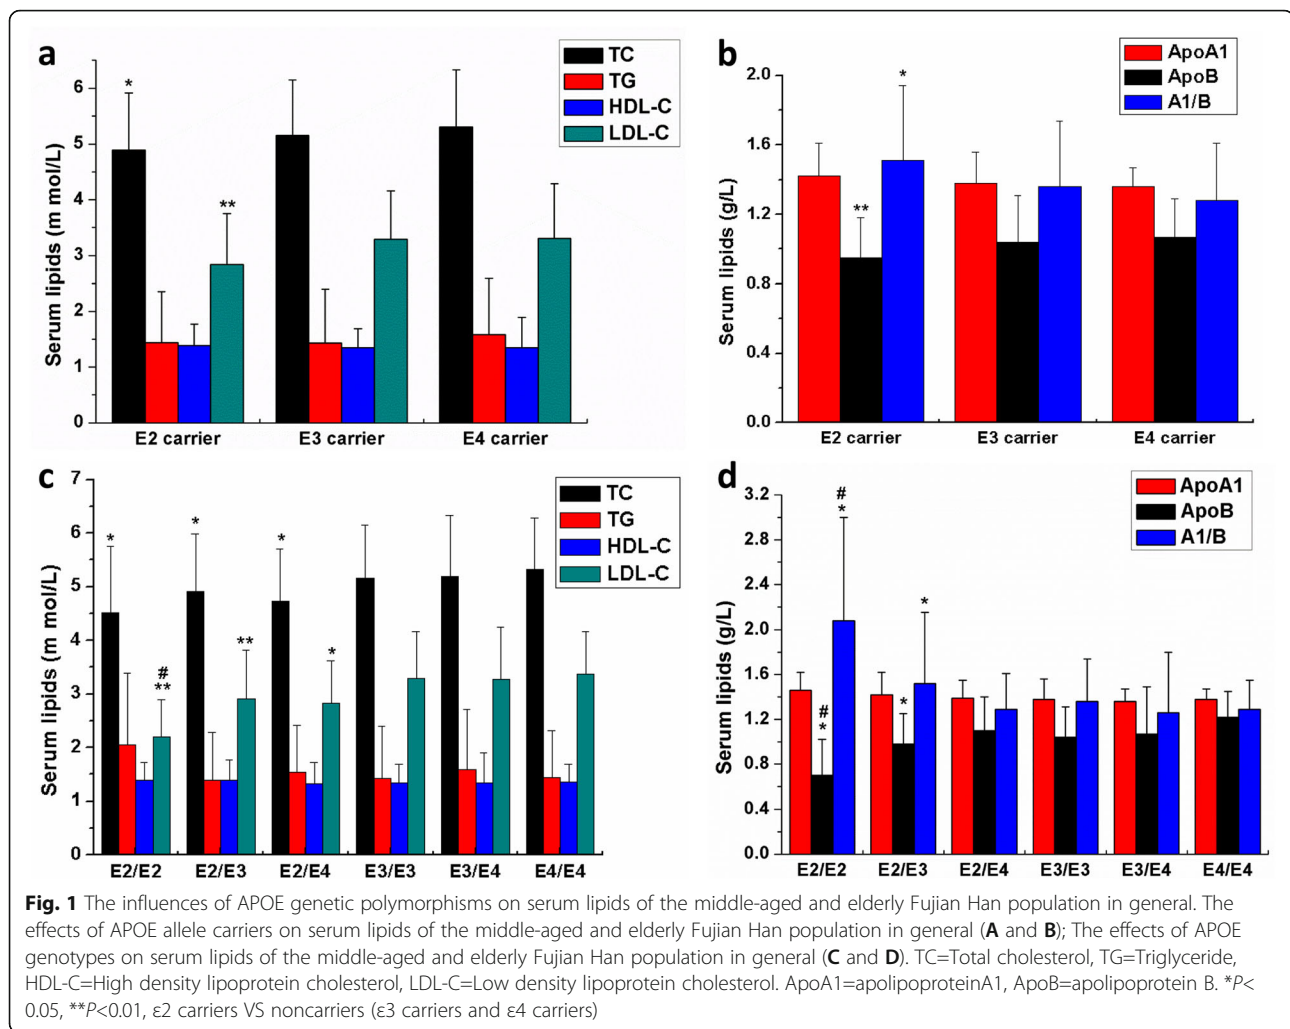 a
TC
TG
HDL-C
LDL-C
Serum lipids (m mol/L)
6
5
4
3
2
1
0
*
**
E2 carrier
E3 carrier
E4 carrier
b
ApoA1
ApoB
A1/B
Serum lipids (g/L)
2.0
1.6
1.2
0.8
0.4
0.0
**
*
E2 carrier
E3 carrier
E4 carrier
c
TC
TG
HDL-C
LDL-C
Serum lipids (m mol/L)
7
6
5
4
3
2
1
0
*
#
**
*
**
*
*
E2/E2
E2/E3
E2/E4
E3/E3
E3/E4
E4/E4
d
ApoA1
ApoB
A1/B
Serum lipids (g/L)
3.2
2.8
2.4
2.0
1.6
1.2
0.8
0.4
0.0
#
*
#
*
*
*
E2/E2
E2/E3
E2/E4
E3/E3
E3/E4
E4/E4
Fig. 1 The influences of APOE genetic polymorphisms on serum lipids of the middle-aged and elderly Fujian Han population in general. The
effects of APOE allele carriers on serum lipids of the middle-aged and elderly Fujian Han population in general (A and B); The effects of APOE
genotypes on serum lipids of the middle-aged and elderly Fujian Han population in general (C and D). TC=Total cholesterol, TG=Triglyceride,
HDL-C=High density lipoprotein cholesterol, LDL-C=Low density lipoprotein cholesterol. ApoA1=apolipoproteinA1, ApoB=apolipoprotein B. *P<
0.05, **P<0.01, ε2 carriers VS noncarriers (ε3 carriers and ε4 carriers)